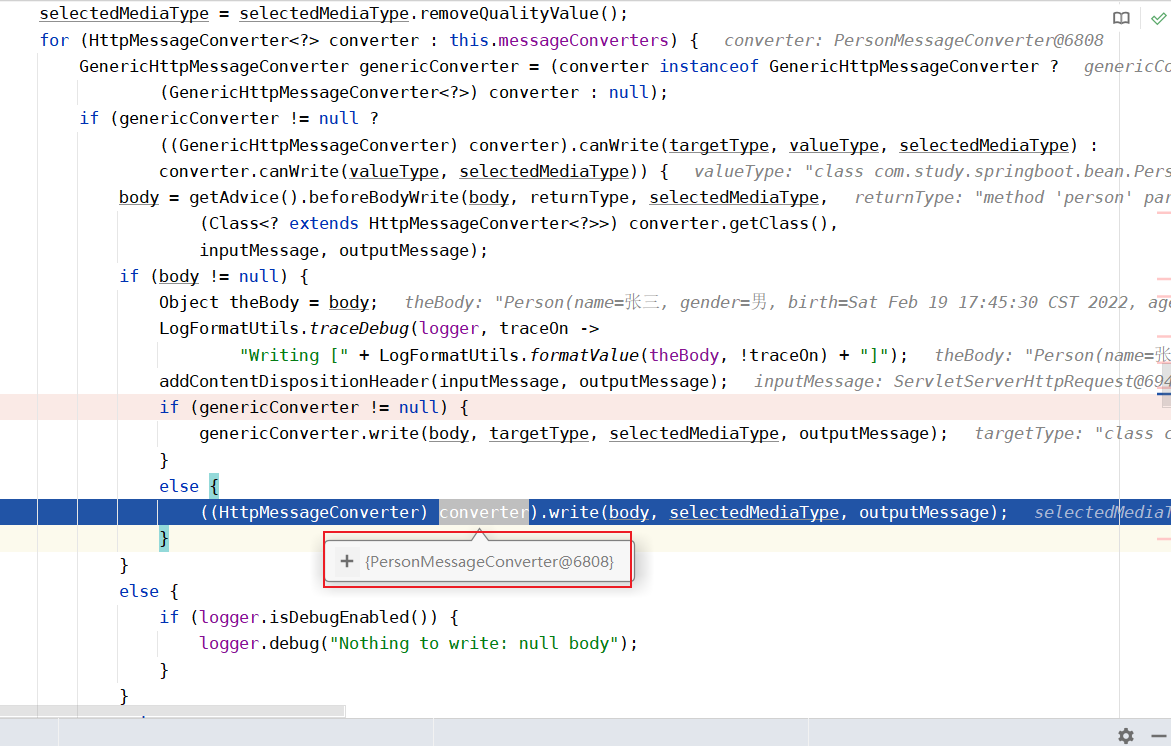 selectedMediaType = selectedMediaType.removeQualityValue();
for (HttpMessageConverter<?> converter : this.messageConverters) {   converter: PersonMessageConverter@6808
GenericHttpMessageConverter genericConverter = (converter instanceof GenericHttpMessageConverter ?   genericCo
(GenericHttpMessageConverter<?>) converter : null);
if (genericConverter != null ?
((GenericHttpMessageConverter) converter).canWrite(targetType, valueType, selectedMediaType) :
converter.canWrite(valueType, selectedMediaType)) {   valueType: "class com.study.springboot.bean.Pers
body = getAdvice().beforeBodyWrite(body, returnType, selectedMediaType,   returnType: "method 'person' par
(Class<? extends HttpMessageConverter<?>>) converter.getClass(),
inputMessage, outputMessage);
if (body != null) {
Object theBody = body;   theBody: "Person(name=张三, gender=男, birth=Sat Feb 19 17:45:30 CST 2022, age
LogFormatUtils.traceDebug(logger, traceOn ->
"Writing [" + LogFormatUtils.formatValue(theBody, !traceOn) + "]");   theBody: "Person(name=张
addContentDispositionHeader(inputMessage, outputMessage);   inputMessage: ServletServerHttpRequest@694
if (genericConverter != null) {
genericConverter.write(body, targetType, selectedMediaType, outputMessage);   targetType: "class c
}
else {
((HttpMessageConverter) converter).write(body, selectedMediaType, outputMessage);   selectedMediaT
}
+ {PersonMessageConverter@6808}
}
else {
if (logger.isDebugEnabled()) {
logger.debug("Nothing to write: null body");
}
}